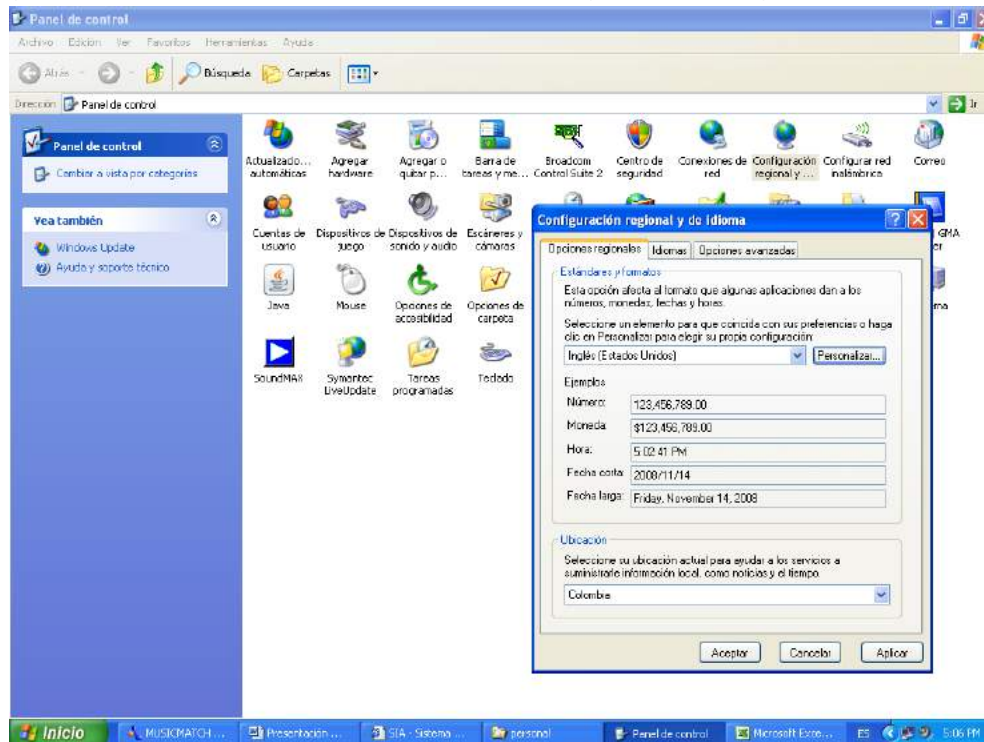 Panel de control
Archivo Edición Ver Favoritos Herramientas Ayuda
Atrás Búsqueda Carpetas
Dirección Panel de control Ir
Panel de control
Cambiar a vista por categorías
Vea también
Windows Update
Ayuda y soporte técnico
Actualizado... automáticas
Agregar hardware
Agregar o quitar p...
Barra de tareas y me...
Broadcom Control Suite 2
Centro de seguridad
Conexiones de red
Configuración regional y ...
Configurar red inalámbrica
Correo
Cuentas de usuario
Dispositivos de juego
Dispositivos de sonido y audio
Escáneres y cámaras
GMA
Java
Mouse
Opciones de accesibilidad
Opciones de carpeta
SoundMAX
Symantec LiveUpdate
Tareas programadas
Teclado
Configuración regional y de idioma
Opciones regionales Idiomas Opciones avanzadas
Estándares y formatos
Esta opción afecta al formato que algunas aplicaciones dan a los
números, monedas, fechas y horas.
Seleccione un elemento para que coincida con sus preferencias o haga
clic en Personalizar para elegir su propia configuración:
Inglés (Estados Unidos) Personalizar...
Ejemplos
Número: 123,456,789.00
Moneda: $123,456,789.00
Hora: 5:02:41 PM
Fecha corta: 2008/11/14
Fecha larga: Friday, November 14, 2008
Ubicación
Seleccione su ubicación actual para ayudar a los servicios a
suministrarle información local, como noticias y el tiempo.
Colombia
Aceptar Cancelar Aplicar
Inicio MUSICMATCH ... Presentación ... SIA - Sistema ... personal Panel de control Microsoft Exce... ES 5:06 PM